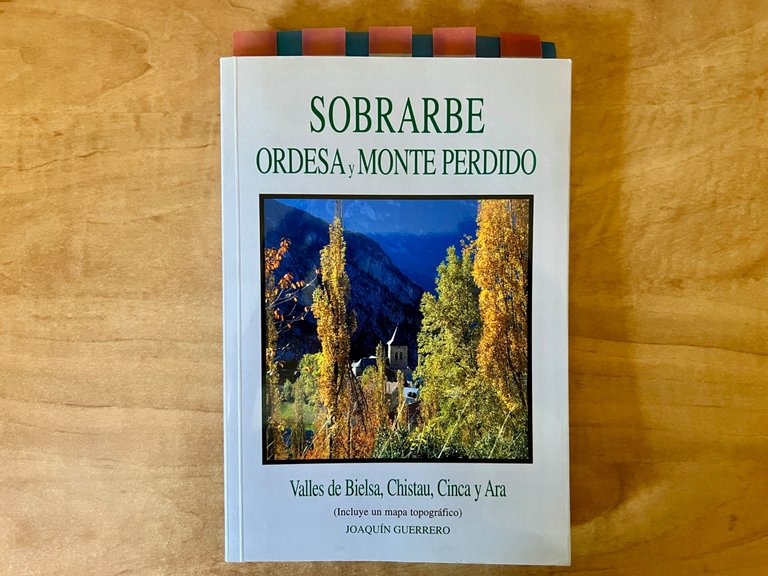 SOBRARBE
ORDESA y MONTE PERDIDO
Valles de Bielsa, Chistau, Cinca y Ara
(Incluye un mapa topográfico)
JOAQUÍN GUERRERO